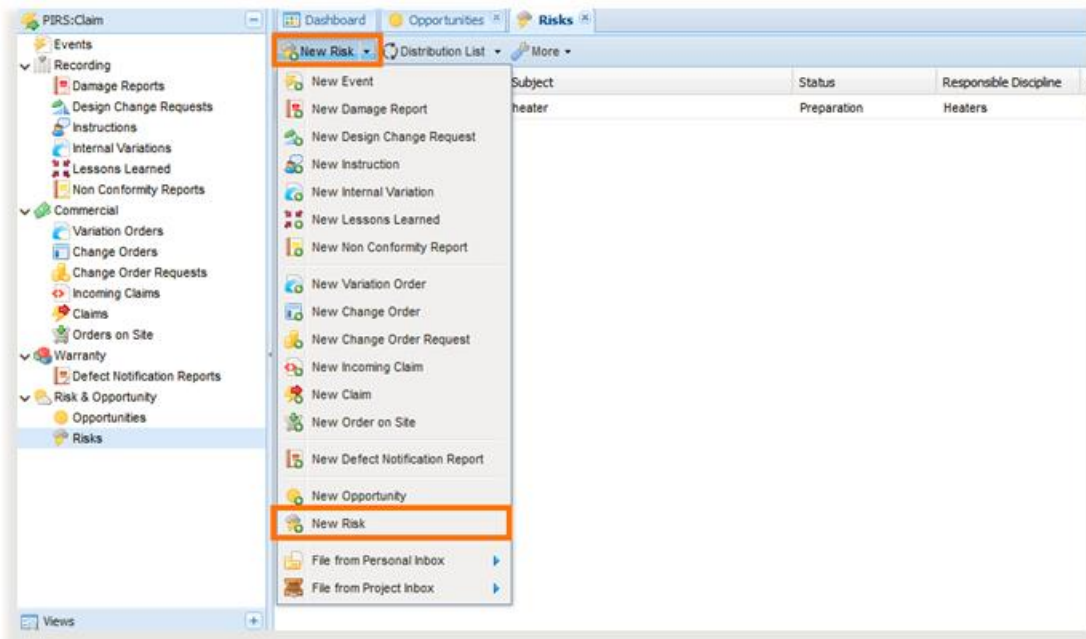 PIRS:Claim
Events
Recording
Damage Reports
Design Change Requests
Instructions
Internal Variations
Lessons Learned
Non Conformity Reports
Commercial
Variation Orders
Change Orders
Change Order Requests
Incoming Claims
Claims
Orders on Site
Warranty
Defect Notification Reports
Risk & Opportunity
Opportunities
Risks
Views
Dashboard Opportunities Risks
New Risk Distribution List More
Subject Status Responsible Discipline
heater Preparation Heaters
New Event
New Damage Report
New Design Change Request
New Instruction
New Internal Variation
New Lessons Learned
New Non Conformity Report
New Variation Order
New Change Order
New Change Order Request
New Incoming Claim
New Claim
New Order on Site
New Defect Notification Report
New Opportunity
New Risk
File from Personal Inbox
File from Project Inbox